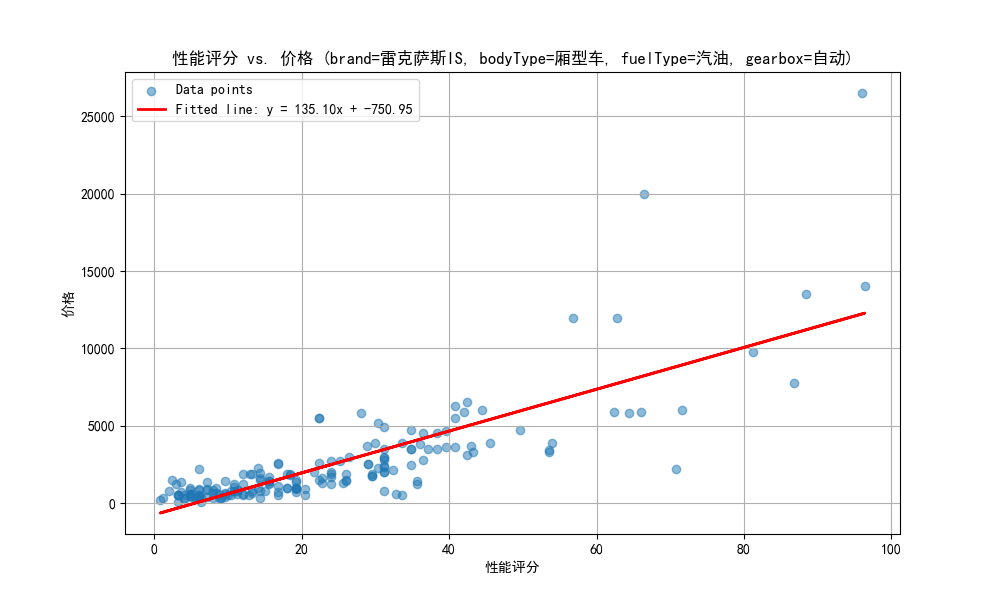 性能评分 vs. 价格 (brand=雷克萨斯IS, bodyType=厢型车, fuelType=汽油, gearbox=自动)
Data points
Fitted line: y = 135.10x + -750.95
25000
20000
15000
10000
5000
0
价格
0 20 40 60 80 100
性能评分